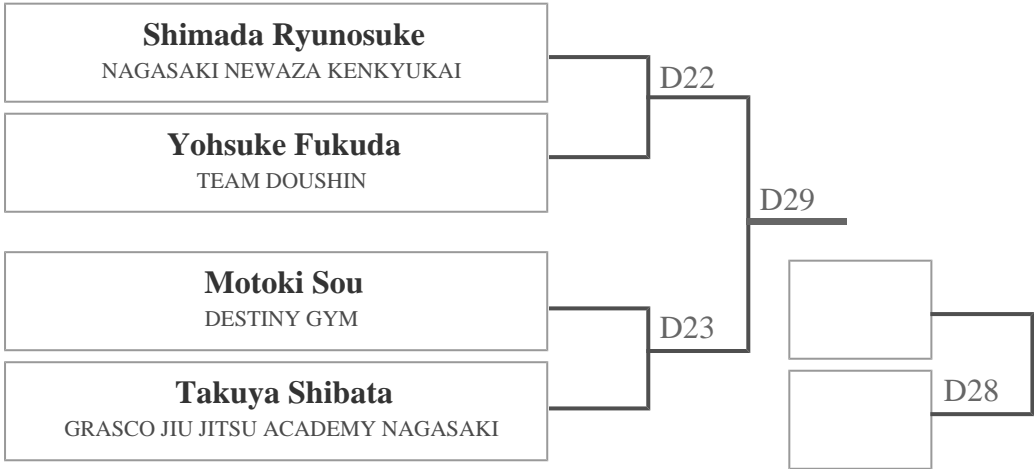 Shimada Ryunosuke
NAGASAKI NEWAZA KENKYUKAI
D22
Yohsuke Fukuda
TEAM DOUSHIN
D29
Motoki Sou
DESTINY GYM
D23
Takuya Shibata
GRASCO JIU JITSU ACADEMY NAGASAKI
D28